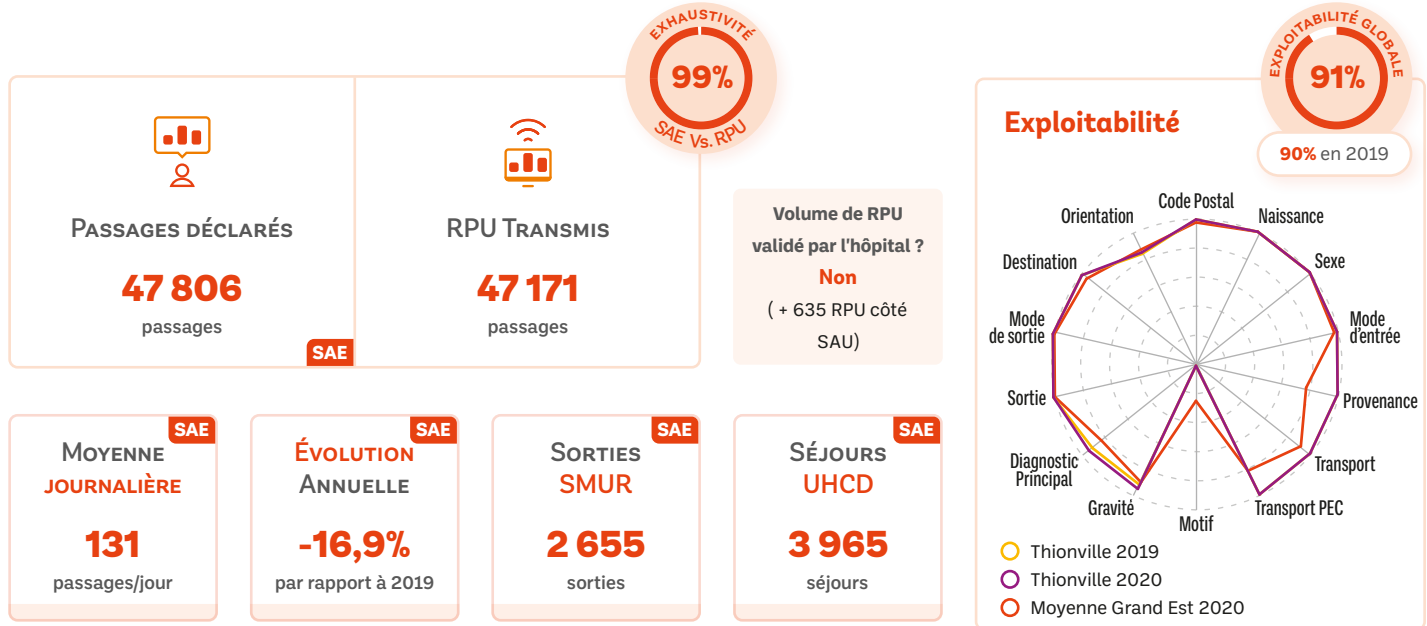 EXHAUSTIVITÉ
99%
SAE Vs. RPU
PASSAGES DÉCLARÉS
47 806
passages
SAE
RPU TRANSMIS
47 171
passages
Volume de RPU
validé par l'hôpital ?
Non
( + 635 RPU côté
SAU)
SAE
MOYENNE
JOURNALIÈRE
131
passages/jour
SAE
ÉVOLUTION
ANNUELLE
-16,9%
par rapport à 2019
SAE
SORTIES
SMUR
2 655
sorties
SAE
SÉJOURS
UHCD
3 965
séjours
EXPLOITABILITÉ GLOBALE
91%
90% en 2019
Exploitabilité
Code Postal
Naissance
Sexe
Mode
d'entrée
Provenance
Transport
Transport PEC
Motif
Gravité
Diagnostic
Principal
Sortie
Mode
de sortie
Destination
Orientation
Thionville 2019
Thionville 2020
Moyenne Grand Est 2020